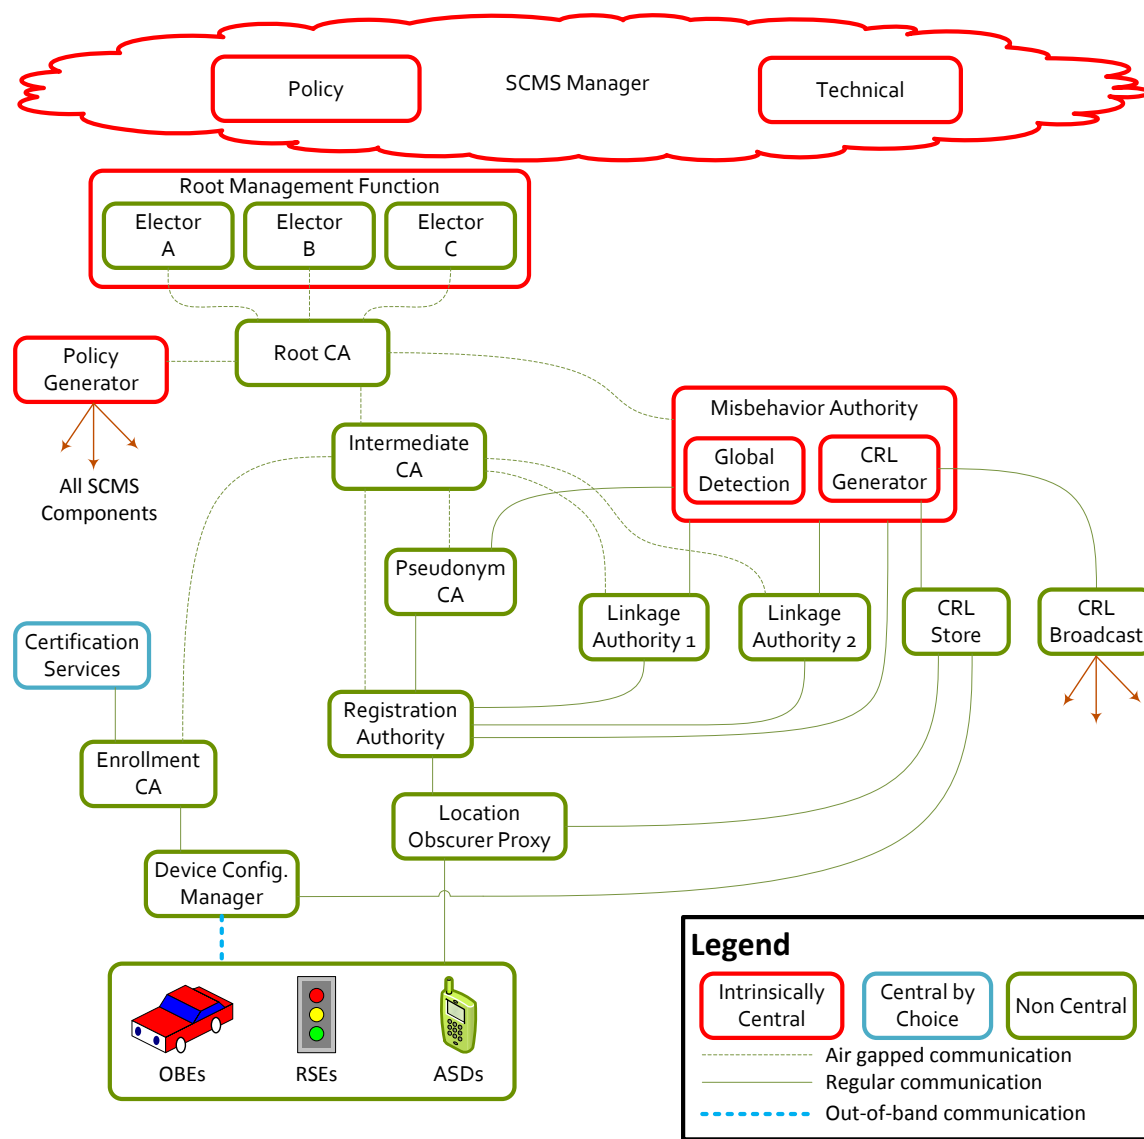 SCMS Manager
Policy
Technical
Root Management Function
Elector
A
Elector
B
Elector
C
Root CA
Policy
Generator
All SCMS
Components
Misbehavior Authority
Global
Detection
CRL
Generator
Intermediate
CA
Pseudonym
CA
Linkage
Authority 1
Linkage
Authority 2
CRL
Store
CRL
Broadcast
Certification
Services
Registration
Authority
Enrollment
CA
Location
Obscurer Proxy
Device Config.
Manager
OBEs
RSEs
ASDs
Legend
Intrinsically
Central
Central by
Choice
Non Central
Air gapped communication
Regular communication
Out-of-band communication